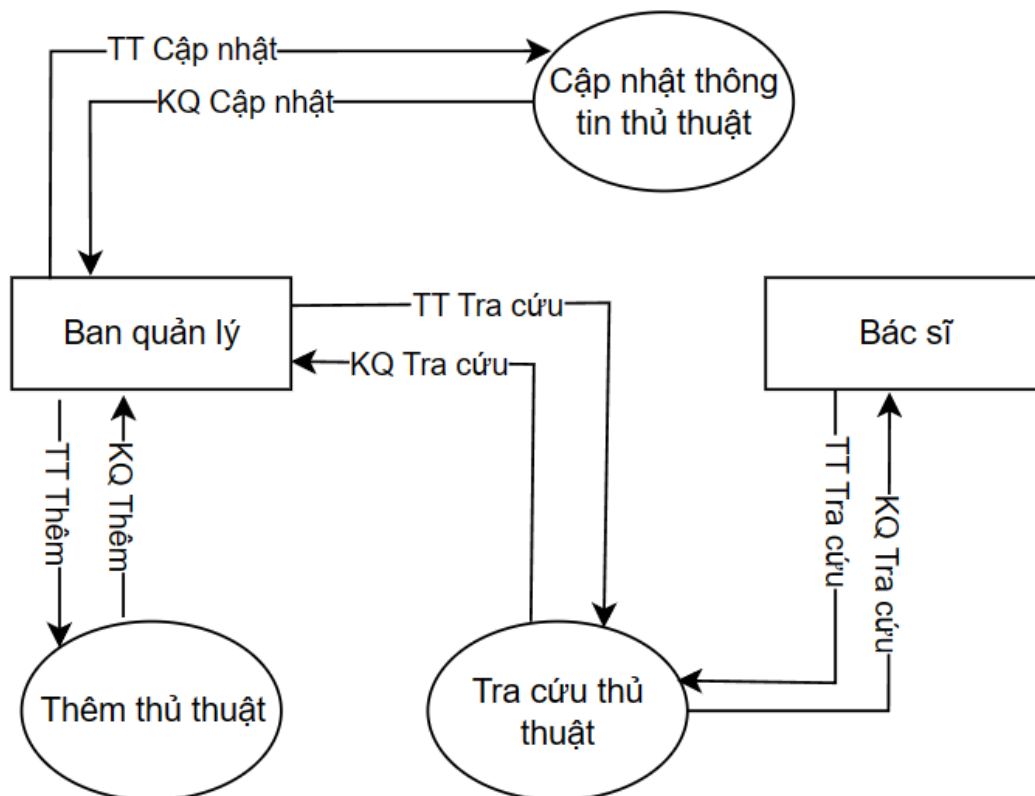 TT Cập nhật
KQ Cập nhật
Cập nhật thông
tin thủ thuật
Ban quản lý
TT Tra cứu
KQ Tra cứu
Bác sĩ
TT Thêm
KQ Thêm
TT Tra cứu
KQ Tra cứu
Thêm thủ thuật
Tra cứu thủ
thuật